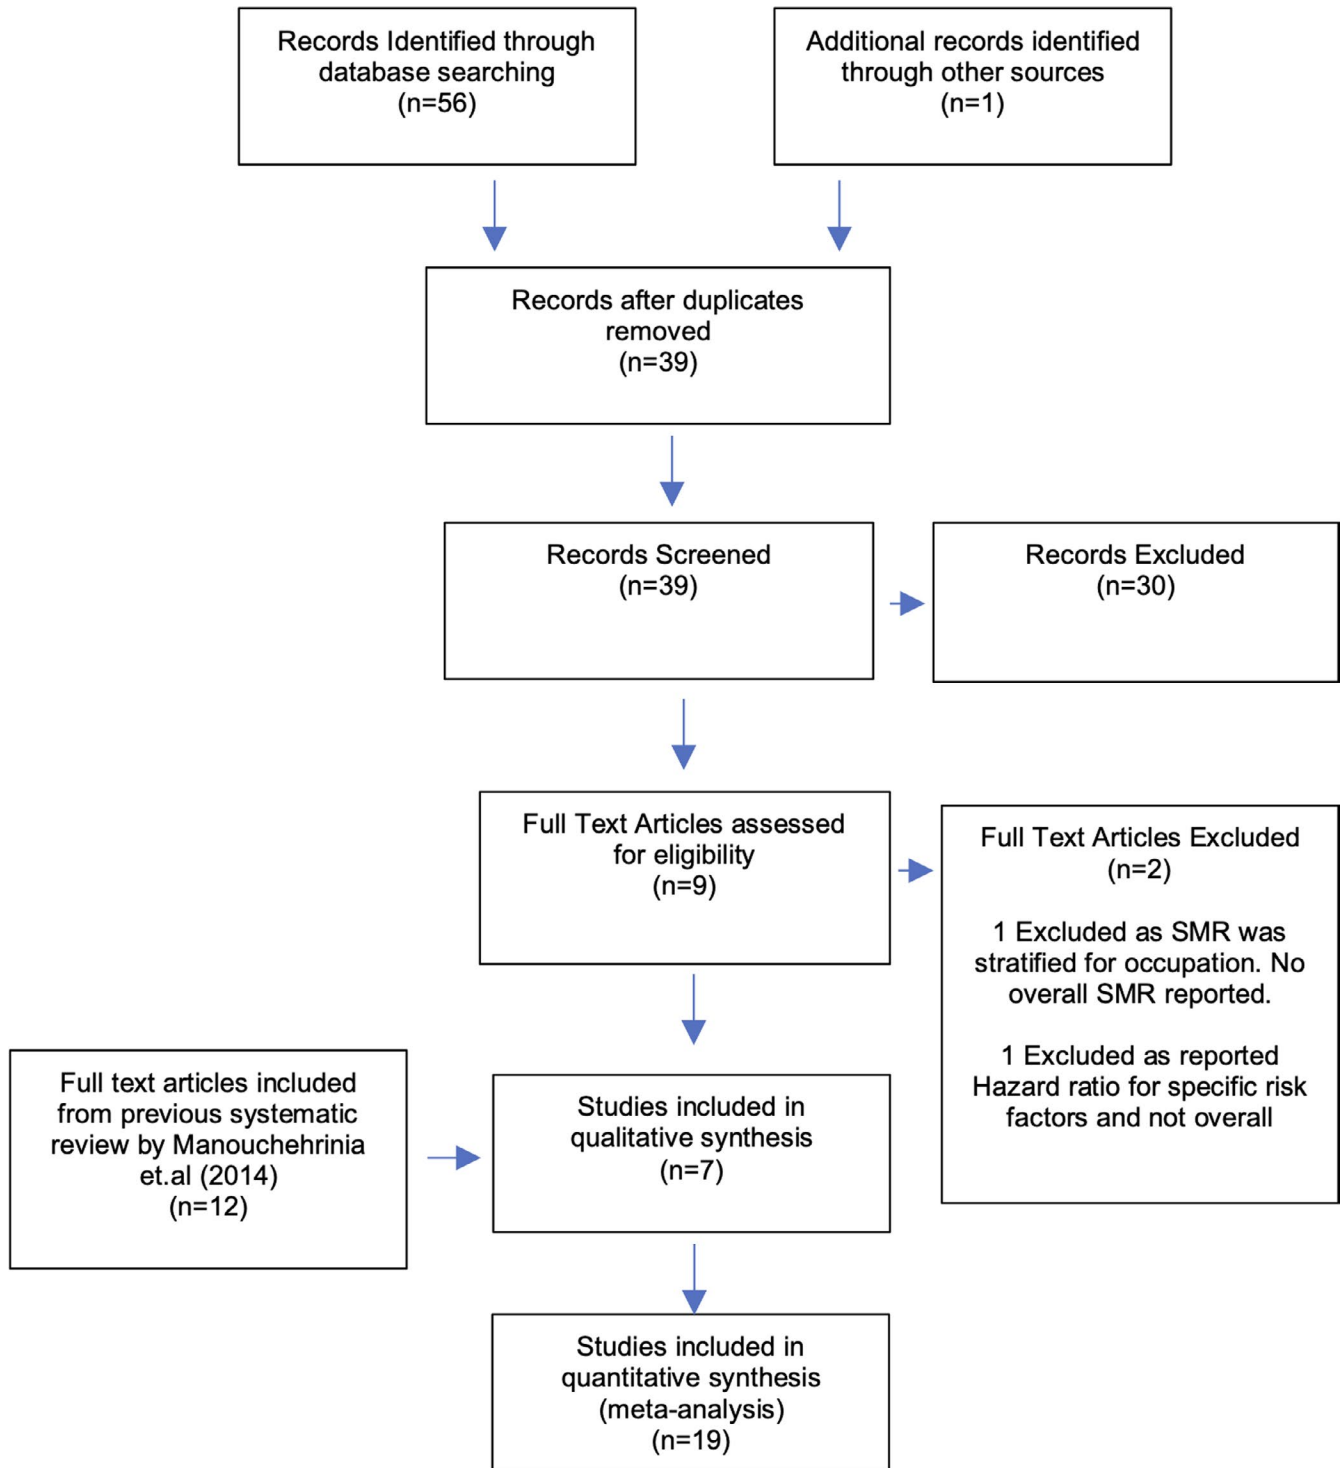 Records Identified through
database searching
(n=56)
Additional records identified
through other sources
(n=1)
Records after duplicates
removed
(n=39)
Records Screened
(n=39)
Records Excluded
(n=30)
Full Text Articles assessed
for eligibility
(n=9)
Full Text Articles Excluded
(n=2)
1 Excluded as SMR was
stratified for occupation. No
overall SMR reported.
1 Excluded as reported
Hazard ratio for specific risk
factors and not overall
Full text articles included
from previous systematic
review by Manouchehrinia
et.al (2014)
(n=12)
Studies included in
qualitative synthesis
(n=7)
Studies included in
quantitative synthesis
(meta-analysis)
(n=19)